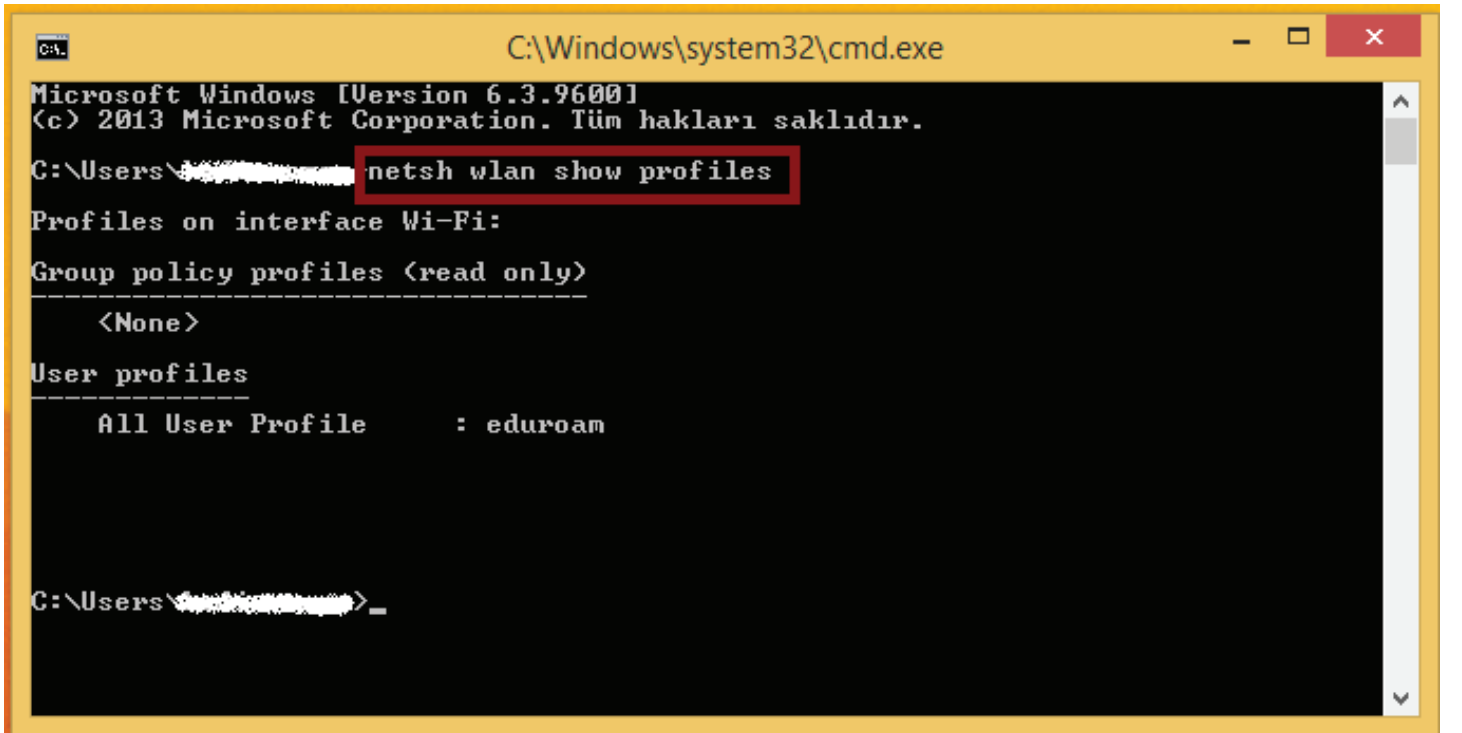 C:\Windows\system32\cmd.exe
Microsoft Windows [Version 6.3.9600]
(c) 2013 Microsoft Corporation. Tüm hakları saklıdır.
C:\Users\ netsh wlan show profiles
Profiles on interface Wi-Fi:
Group policy profiles (read only)
---------------------------------
<None>
User profiles
-------------
All User Profile     : eduroam
C:\Users\ >_